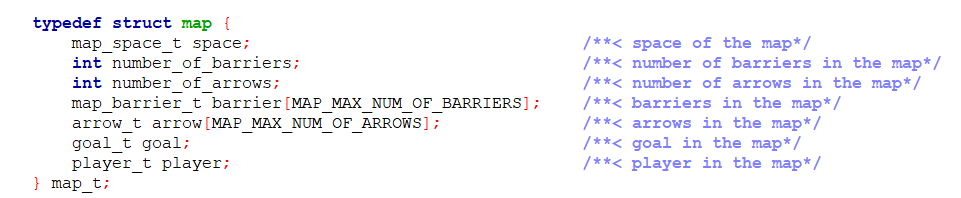 typedef struct map {
    map_space_t space;                                  /**< space of the map*/
    int number_of_barriers;                             /**< number of barriers in the map*/
    int number_of_arrows;                               /**< number of arrows in the map*/
    map_barrier_t barrier[MAP_MAX_NUM_OF_BARRIERS];     /**< barriers in the map*/
    arrow_t arrow[MAP_MAX_NUM_OF_ARROWS];               /**< arrows in the map*/
    goal_t goal;                                        /**< goal in the map*/
    player_t player;                                    /**< player in the map*/
} map_t;